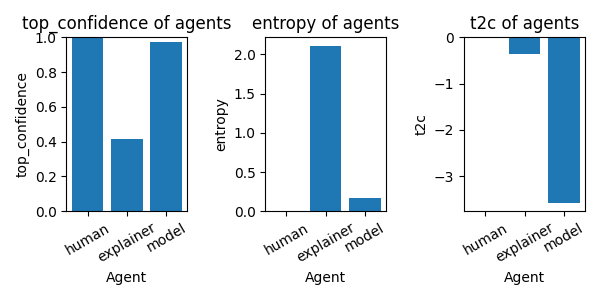 top_confidence of agents
top_confidence
1.0
0.8
0.6
0.4
0.2
0.0
human
explainer
model
Agent
entropy of agents
entropy
2.0
1.5
1.0
0.5
0.0
human
explainer
model
Agent
t2c of agents
t2c
0
−1
−2
−3
human
explainer
model
Agent